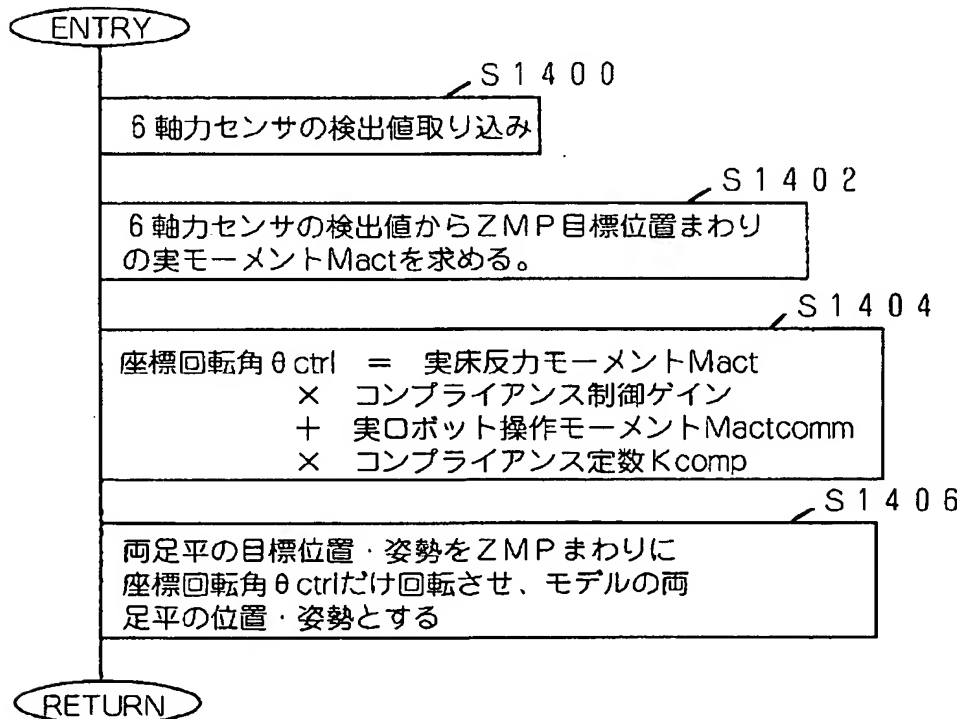 ENTRY
S1400
6軸力センサの検出値取り込み
S1402
6軸力センサの検出値からZMP目標位置まわり
の実モーメントMactを求める。
S1404
座標回転角θctrl = 実床反力モーメントMact
× コンプライアンス制御ゲイン
+ 実ロボット操作モーメントMactcomm
× コンプライアンス定数Kcomp
S1406
両足平の目標位置・姿勢をZMPまわりに
座標回転角θctrlだけ回転させ、モデルの両
足平の位置・姿勢とする
RETURN